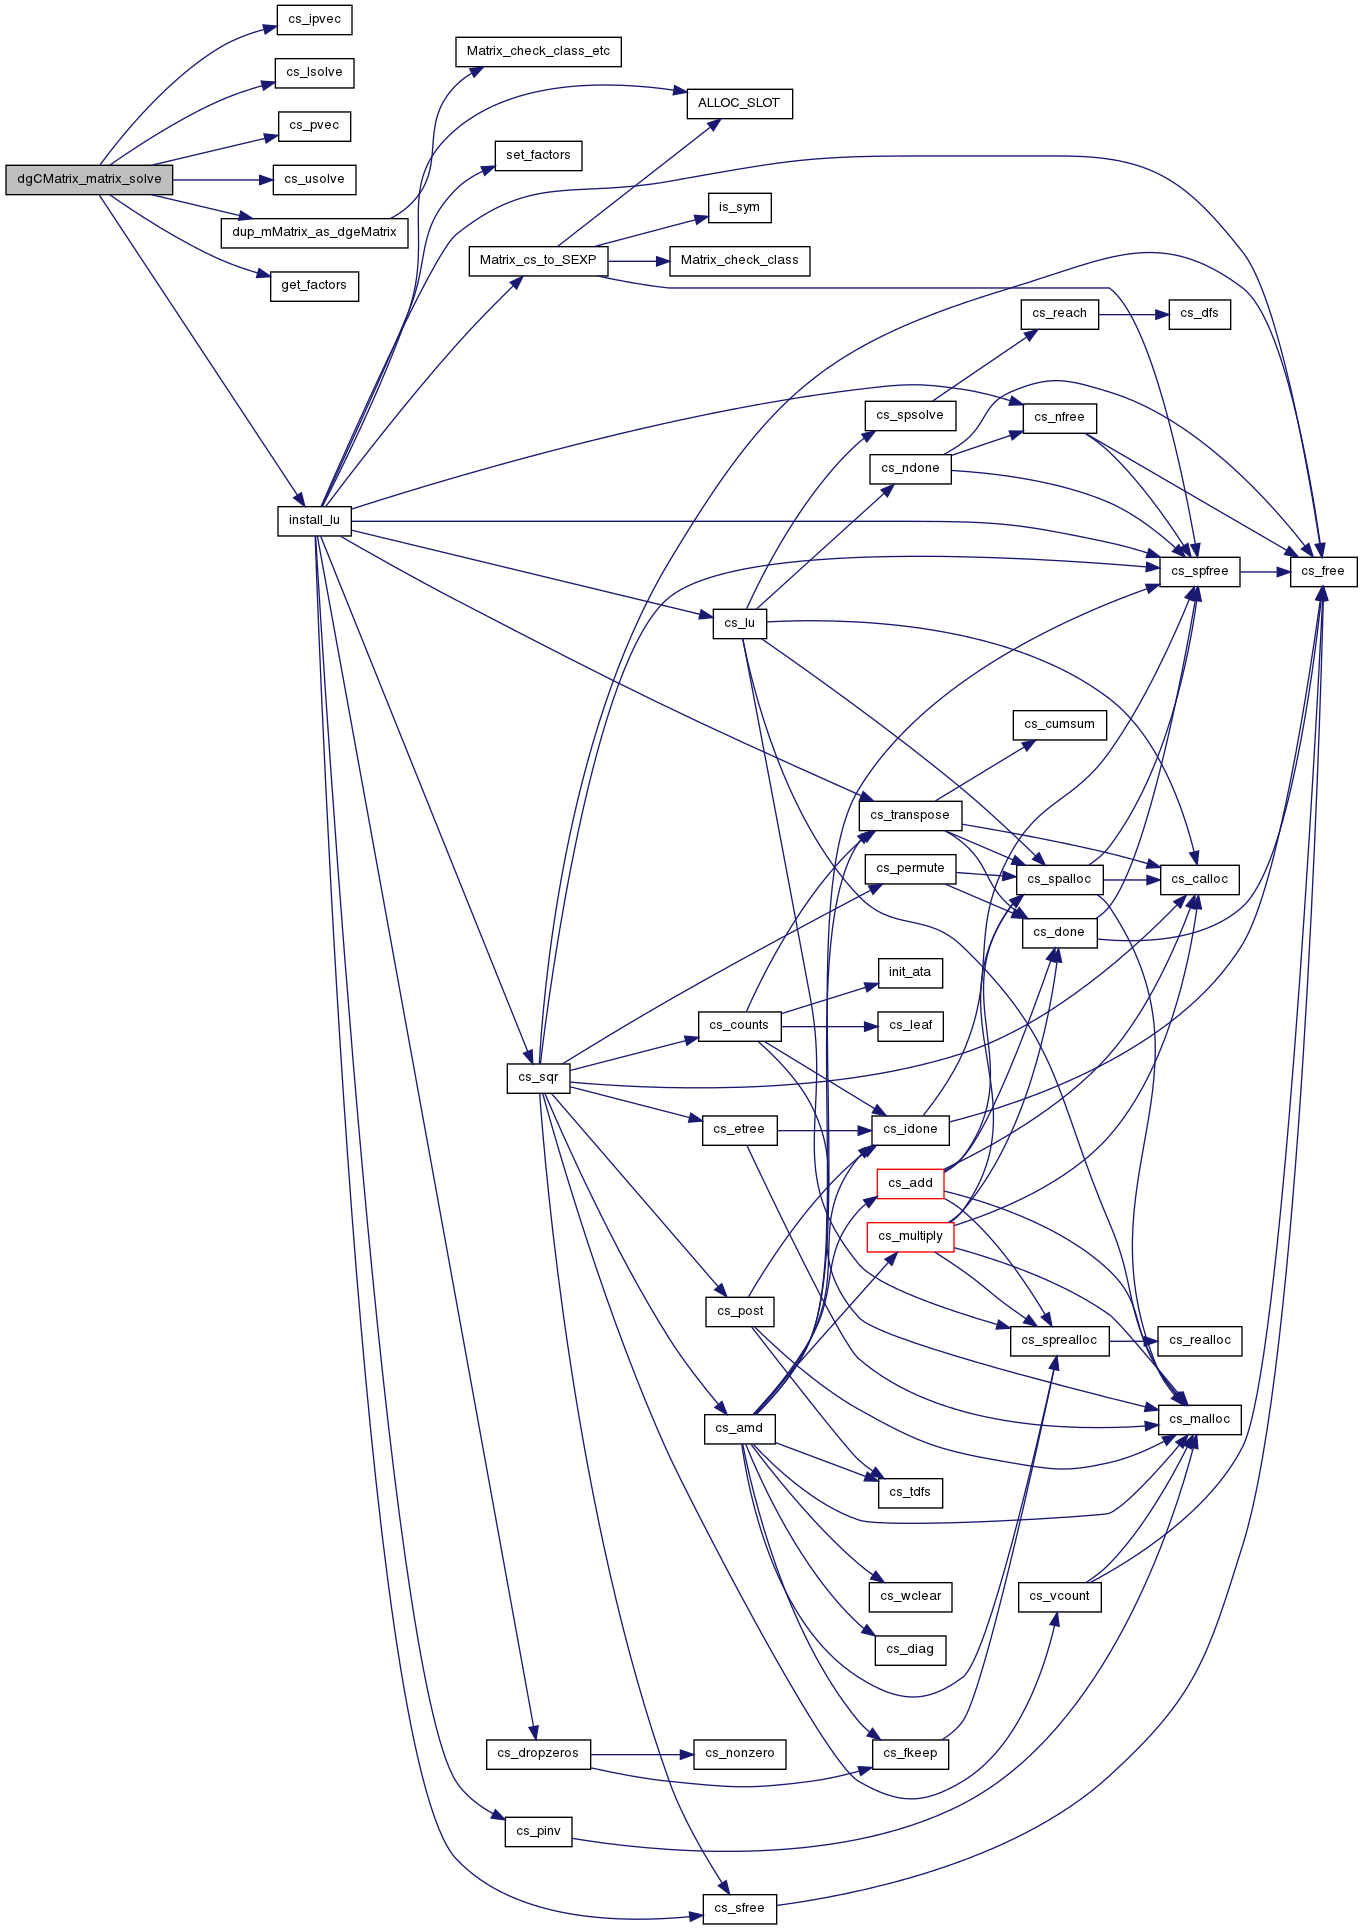 cs_ipvec
Matrix_check_class_etc
cs_lsolve
ALLOC_SLOT
cs_pvec
set_factors
dgCMatrix_matrix_solve
cs_usolve
is_sym
dup_mMatrix_as_dgeMatrix
Matrix_cs_to_SEXP
Matrix_check_class
get_factors
cs_reach
cs_dfs
cs_spsolve
cs_nfree
cs_ndone
install_lu
cs_spfree
cs_free
cs_lu
cs_cumsum
cs_transpose
cs_permute
cs_spalloc
cs_calloc
cs_done
init_ata
cs_counts
cs_leaf
cs_sqr
cs_etree
cs_idone
cs_add
cs_multiply
cs_post
cs_sprealloc
cs_realloc
cs_malloc
cs_amd
cs_tdfs
cs_wclear
cs_vcount
cs_diag
cs_dropzeros
cs_nonzero
cs_fkeep
cs_pinv
cs_sfree